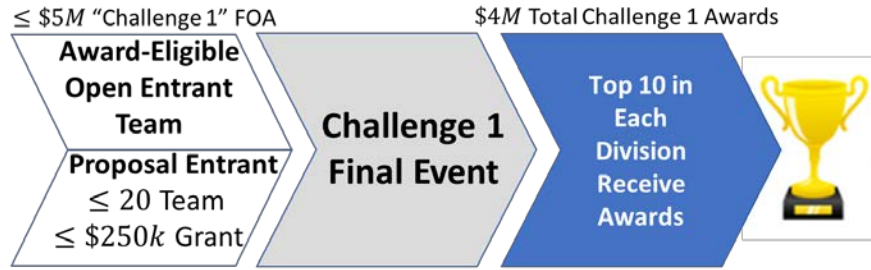 ≤ $5M “Challenge 1” FOA
Award-Eligible
Open Entrant
Team
Proposal Entrant
≤ 20 Team
≤ $250k Grant
Challenge 1
Final Event
$4M Total Challenge 1 Awards
Top 10 in
Each
Division
Receive
Awards